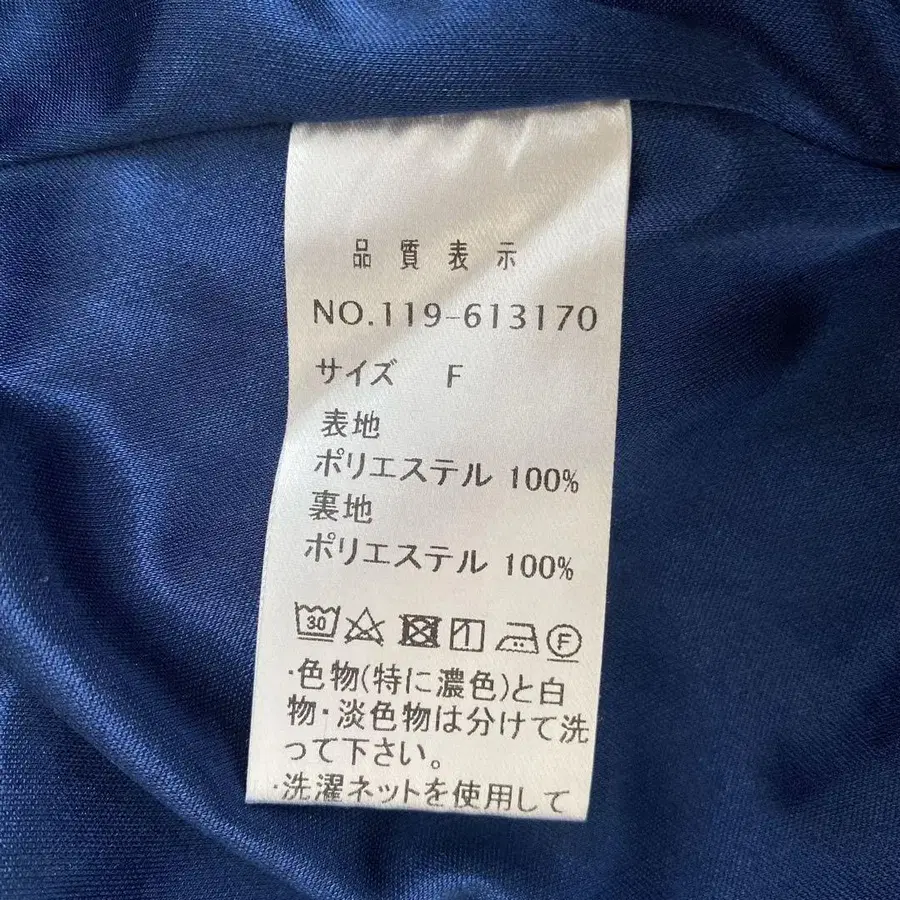 品質表示
NO.119-613170
サイズ F
表地
ポリエステル 100%
裏地
ポリエステル 100%
30 F
·色物(特に濃色)と白
物·淡色物は分けて洗
って下さい。
·洗濯ネットを使用して